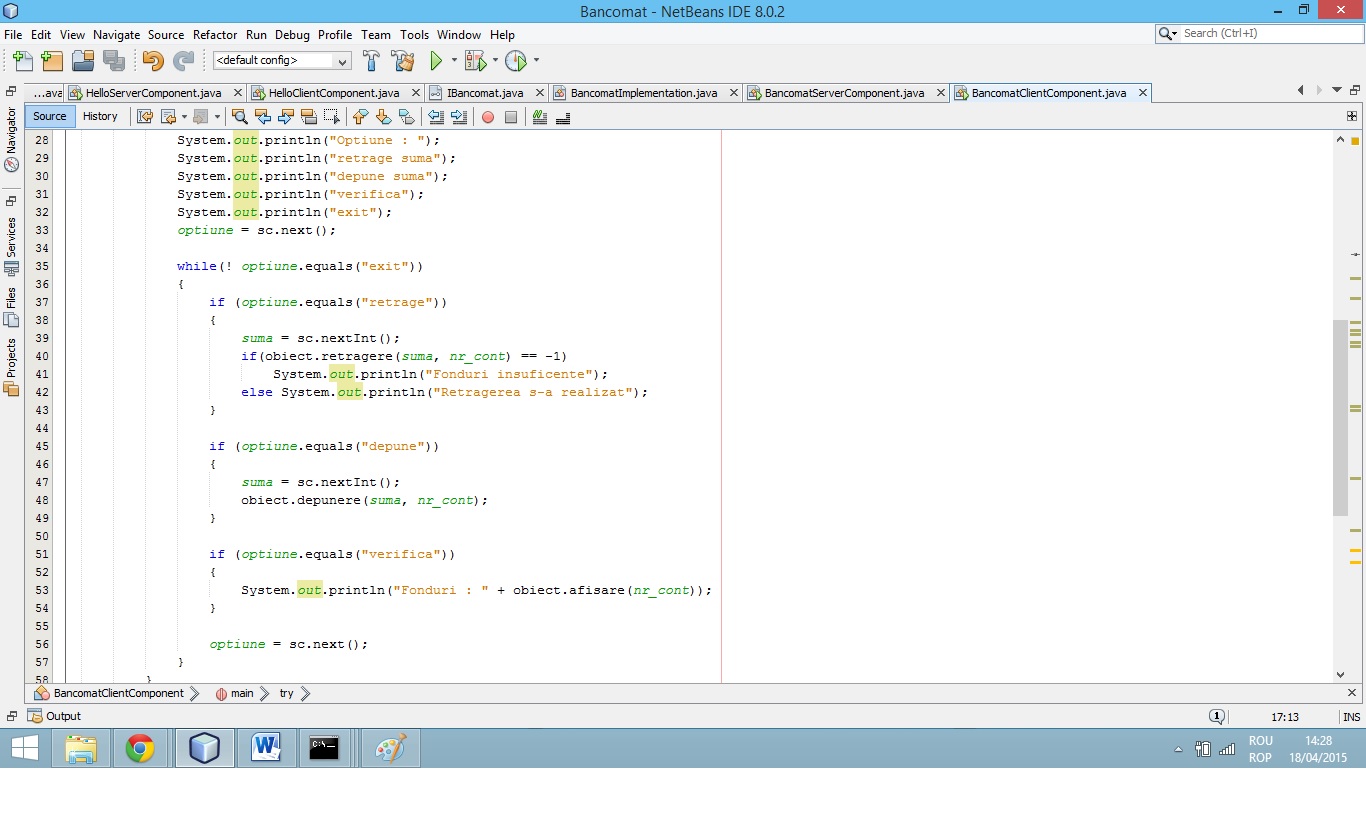 Bancomat - NetBeans IDE 8.0.2
File Edit View Navigate Source Refactor Run Debug Profile Team Tools Window Help
Search (Ctrl+I)
<default config>
...ava HelloServerComponent.java HelloClientComponent.java IBancomat.java BancomatImplementation.java BancomatServerComponent.java BancomatClientComponent.java
Source History
Navigator
Services
Files
Projects
28 System.out.println("Optiune : ");
29 System.out.println("retrage suma");
30 System.out.println("depune suma");
31 System.out.println("verifica");
32 System.out.println("exit");
33 optiune = sc.next();
34
35 while(! optiune.equals("exit"))
36 {
37 if (optiune.equals("retrage"))
38 {
39 suma = sc.nextInt();
40 if(obiect.retragere(suma, nr_cont) == -1)
41 System.out.println("Fonduri insuficente");
42 else System.out.println("Retragerea s-a realizat");
43 }
44
45 if (optiune.equals("depune"))
46 {
47 suma = sc.nextInt();
48 obiect.depunere(suma, nr_cont);
49 }
50
51 if (optiune.equals("verifica"))
52 {
53 System.out.println("Fonduri : " + obiect.afisare(nr_cont));
54 }
55
56 optiune = sc.next();
57 }
58 }
BancomatClientComponent main try
Output
1 17:13 INS
ROU 14:28
ROP 18/04/2015